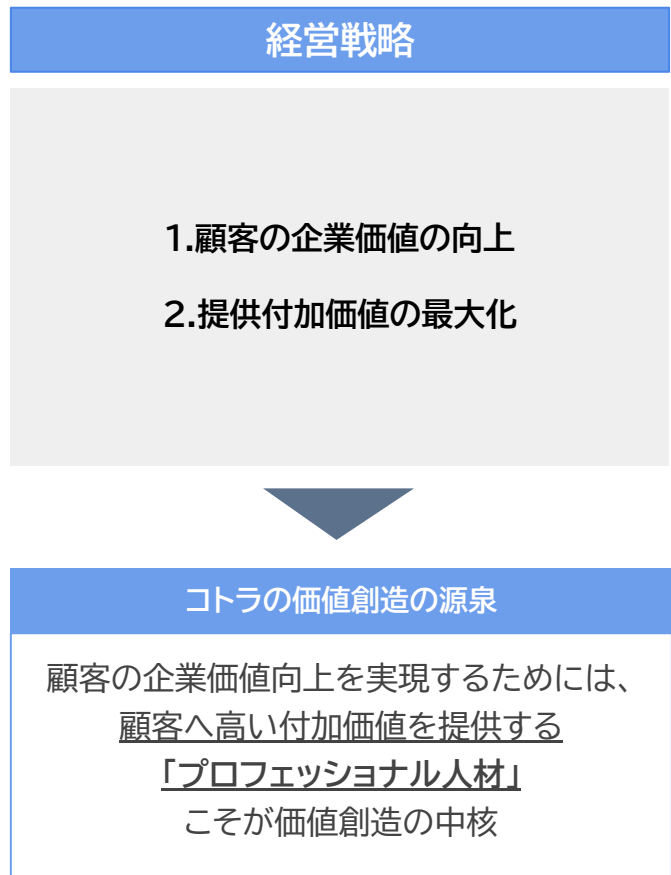 経営戦略
1.顧客の企業価値の向上
2.提供付加価値の最大化
コトラの価値創造の源泉
顧客の企業価値向上を実現するためには、
顧客へ高い付加価値を提供する
「プロフェッショナル人材」
こそが価値創造の中核